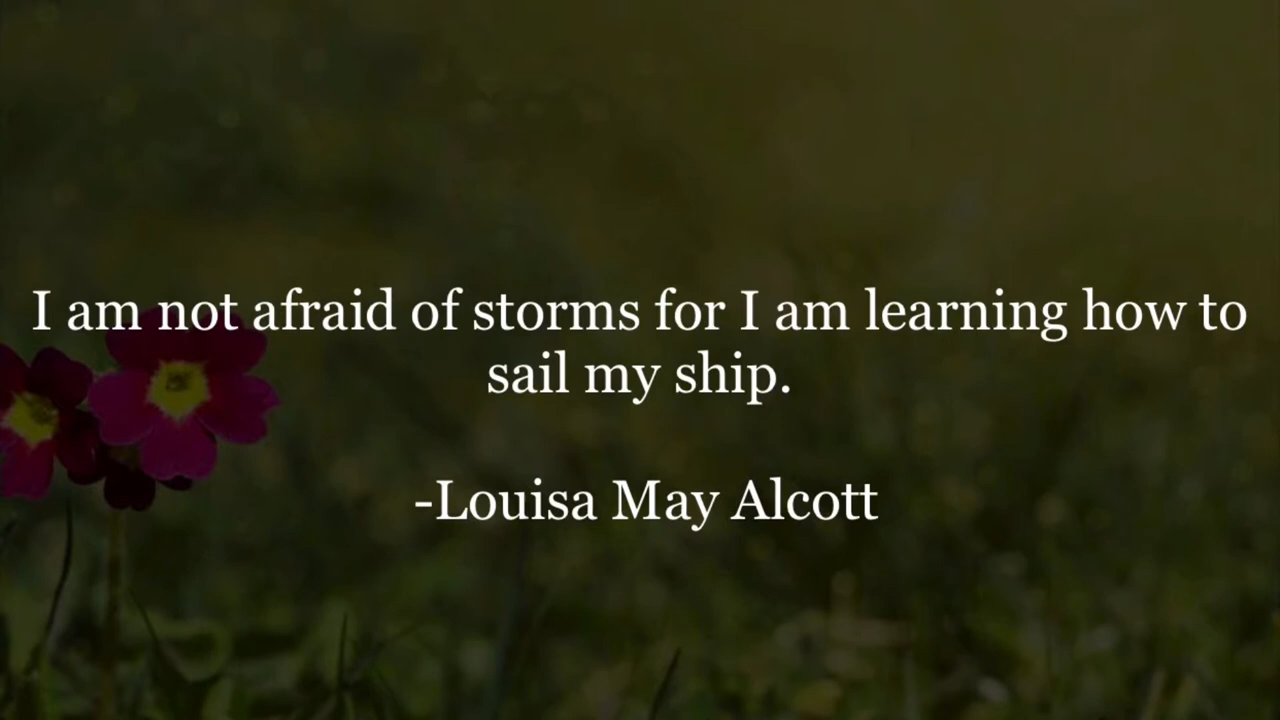 I am not afraid of storms for I am learning how to
sail my ship.
-Louisa May Alcott